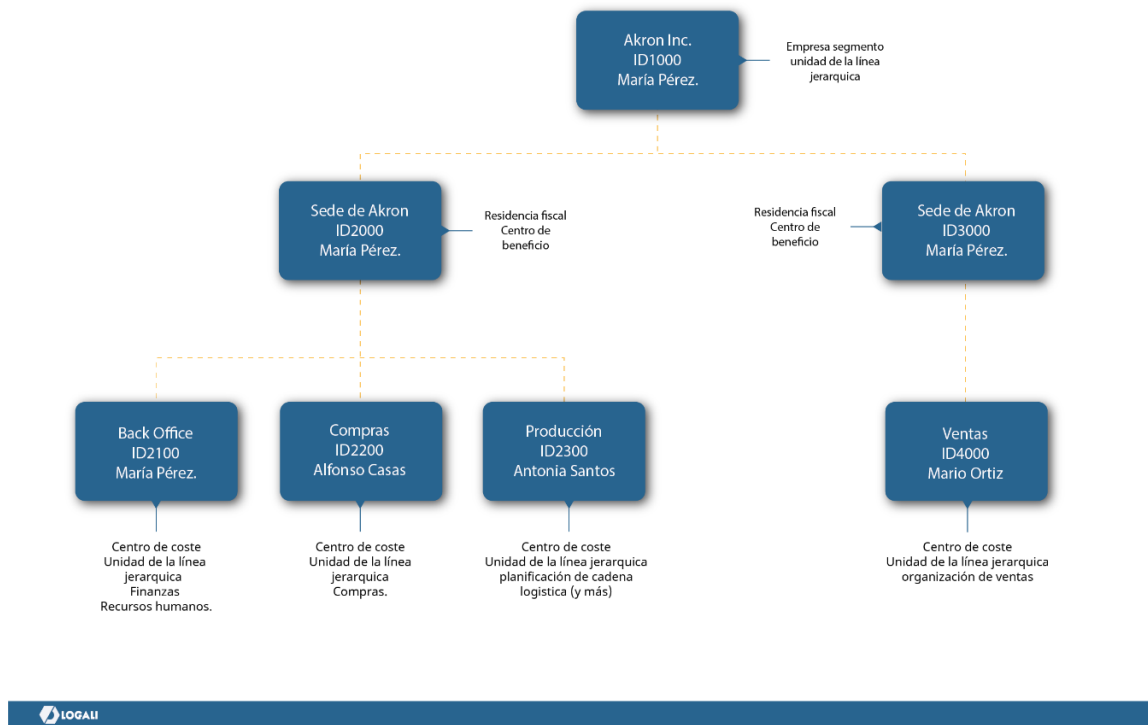 Akron Inc.
ID1000
María Pérez.
Empresa segmento
unidad de la línea
jerarquica
Sede de Akron
ID2000
María Pérez.
Residencia fiscal
Centro de
beneficio
Residencia fiscal
Centro de
beneficio
Sede de Akron
ID3000
María Pérez.
Back Office
ID2100
María Pérez.
Compras
ID2200
Alfonso Casas
Producción
ID2300
Antonia Santos
Ventas
ID4000
Mario Ortiz
Centro de coste
Unidad de la línea
jerarquica
Finanzas
Recursos humanos.
Centro de coste
Unidad de la línea
jerarquica
Compras.
Centro de coste
Unidad de la línea jerarquica
planificación de cadena
logistica (y más)
Centro de coste
Unidad de la línea jerarquica
organización de ventas
LOGALI